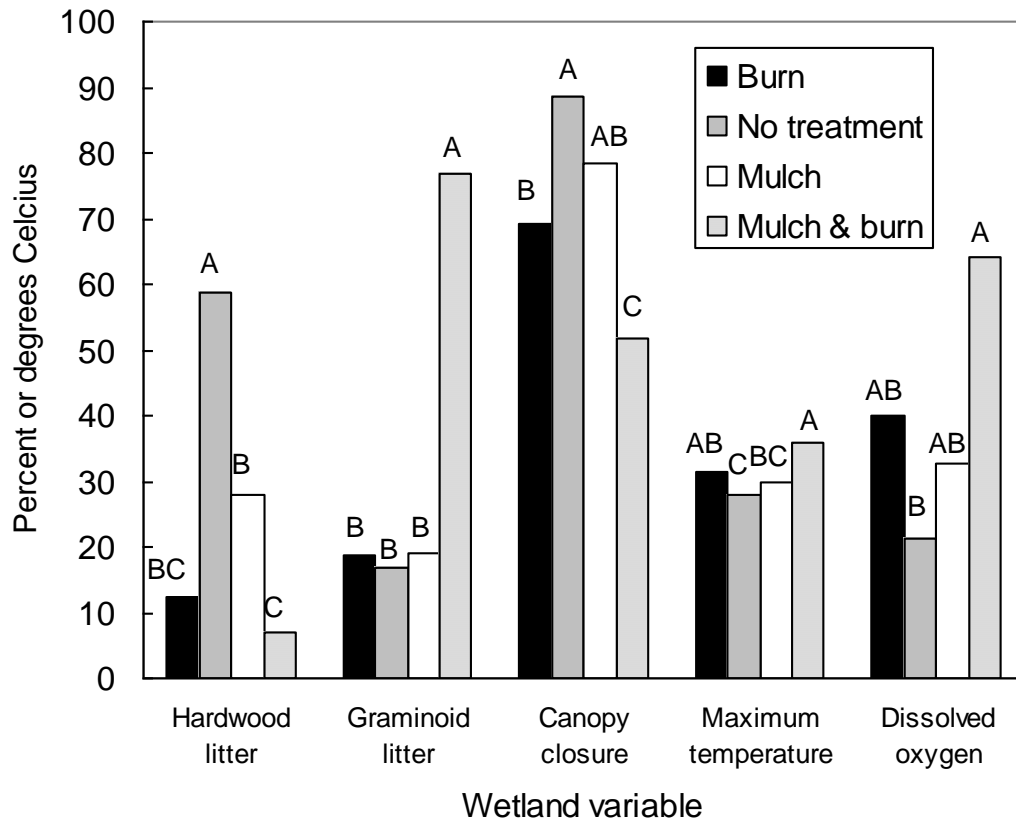 100
90
80
70
60
50
40
30
20
10
0
Percent or degrees Celcius
Burn
No treatment
Mulch
Mulch & burn
BC
A
B
C
B
B
B
A
B
A
AB
C
AB
C
BC
A
AB
B
AB
A
Hardwood
litter
Graminoid
litter
Canopy
closure
Maximum
temperature
Dissolved
oxygen
Wetland variable